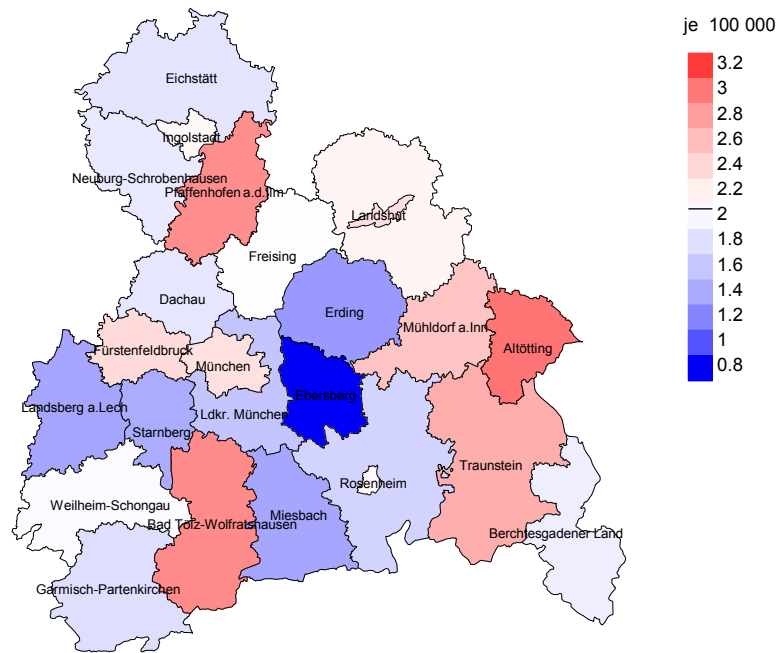 je 100 000
3.2
3
2.8
2.6
2.4
2.2
2
1.8
1.6
1.4
1.2
1
0.8
Eichstätt
Ingolstadt
Neuburg-Schrobenhausen
Pfaffenhofen a.d.Ilm
Landshut
Freising
Dachau
Erding
Mühldorf a.Inn
Altötting
Fürstenfeldbruck
München
Ebersberg
Landsberg a.Lech
Ldkr. München
Starnberg
Traunstein
Rosenheim
Weilheim-Schongau
Miesbach
Bad Tölz-Wolfratshausen
Berchtesgadener Land
Garmisch-Partenkirchen